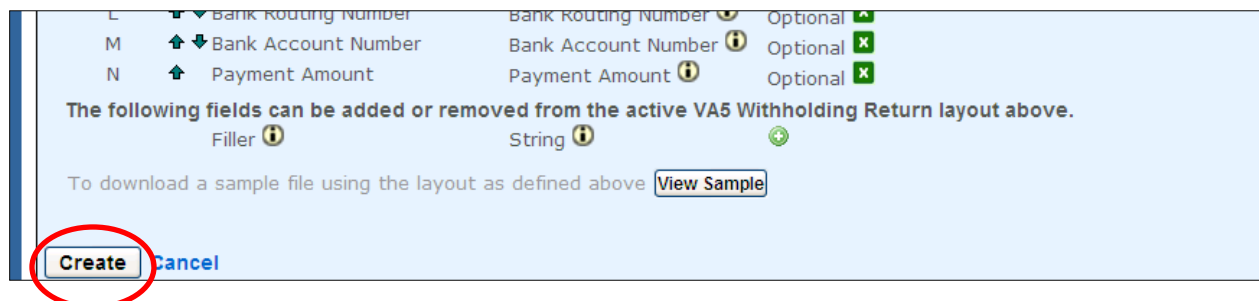 L Bank Routing Number Bank Routing Number Optional
M Bank Account Number Bank Account Number Optional
N Payment Amount Payment Amount Optional
The following fields can be added or removed from the active VA5 Withholding Return layout above.
Filler String
To download a sample file using the layout as defined above View Sample
Create Cancel